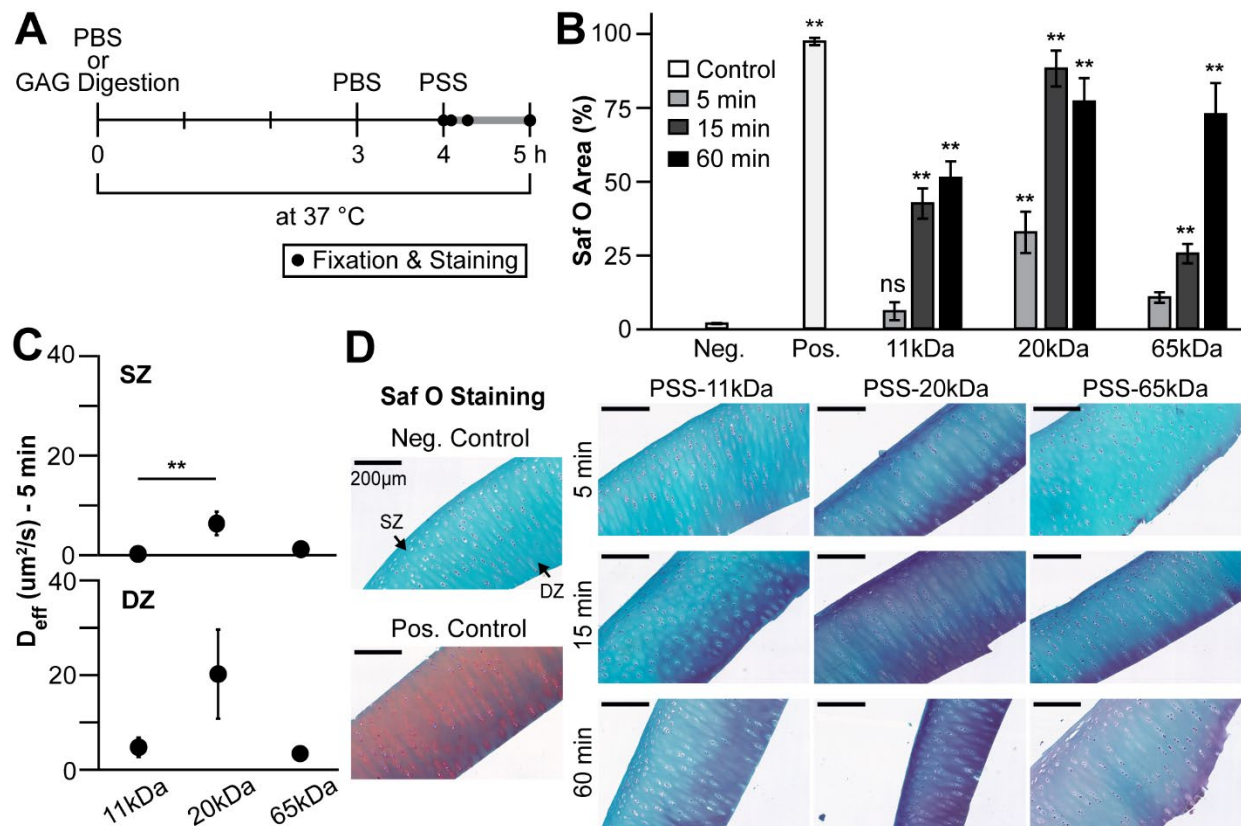 A
PBS
or
GAG Digestion
PBS
PSS
0
3
4
5 h
at 37 °C
Fixation & Staining
B
Saf O Area (%)
100
75
50
25
0
Control
5 min
15 min
60 min
**
ns
**
**
**
**
**
**
**
Neg.
Pos.
11kDa
20kDa
65kDa
C
Deff (um²/s) - 5 min
40
SZ
20
**
0
40
DZ
20
0
11kDa
20kDa
65kDa
D
Saf O Staining
Neg. Control
200µm
SZ
DZ
Pos. Control
PSS-11kDa
PSS-20kDa
PSS-65kDa
5 min
15 min
60 min